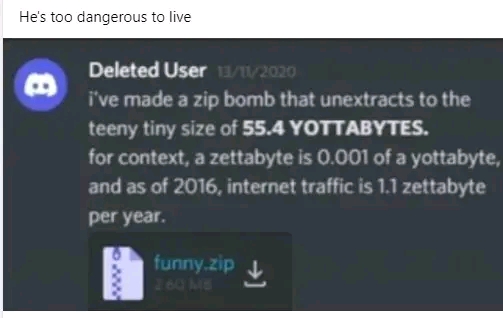 He's too dangerous to live
Deleted User 13/11/2020
i've made a zip bomb that unextracts to the
teeny tiny size of 55.4 YOTTABYTES.
for context, a zettabyte is 0.001 of a yottabyte,
and as of 2016, internet traffic is 1.1 zettabyte
per year.
funny.zip
2.60 MB